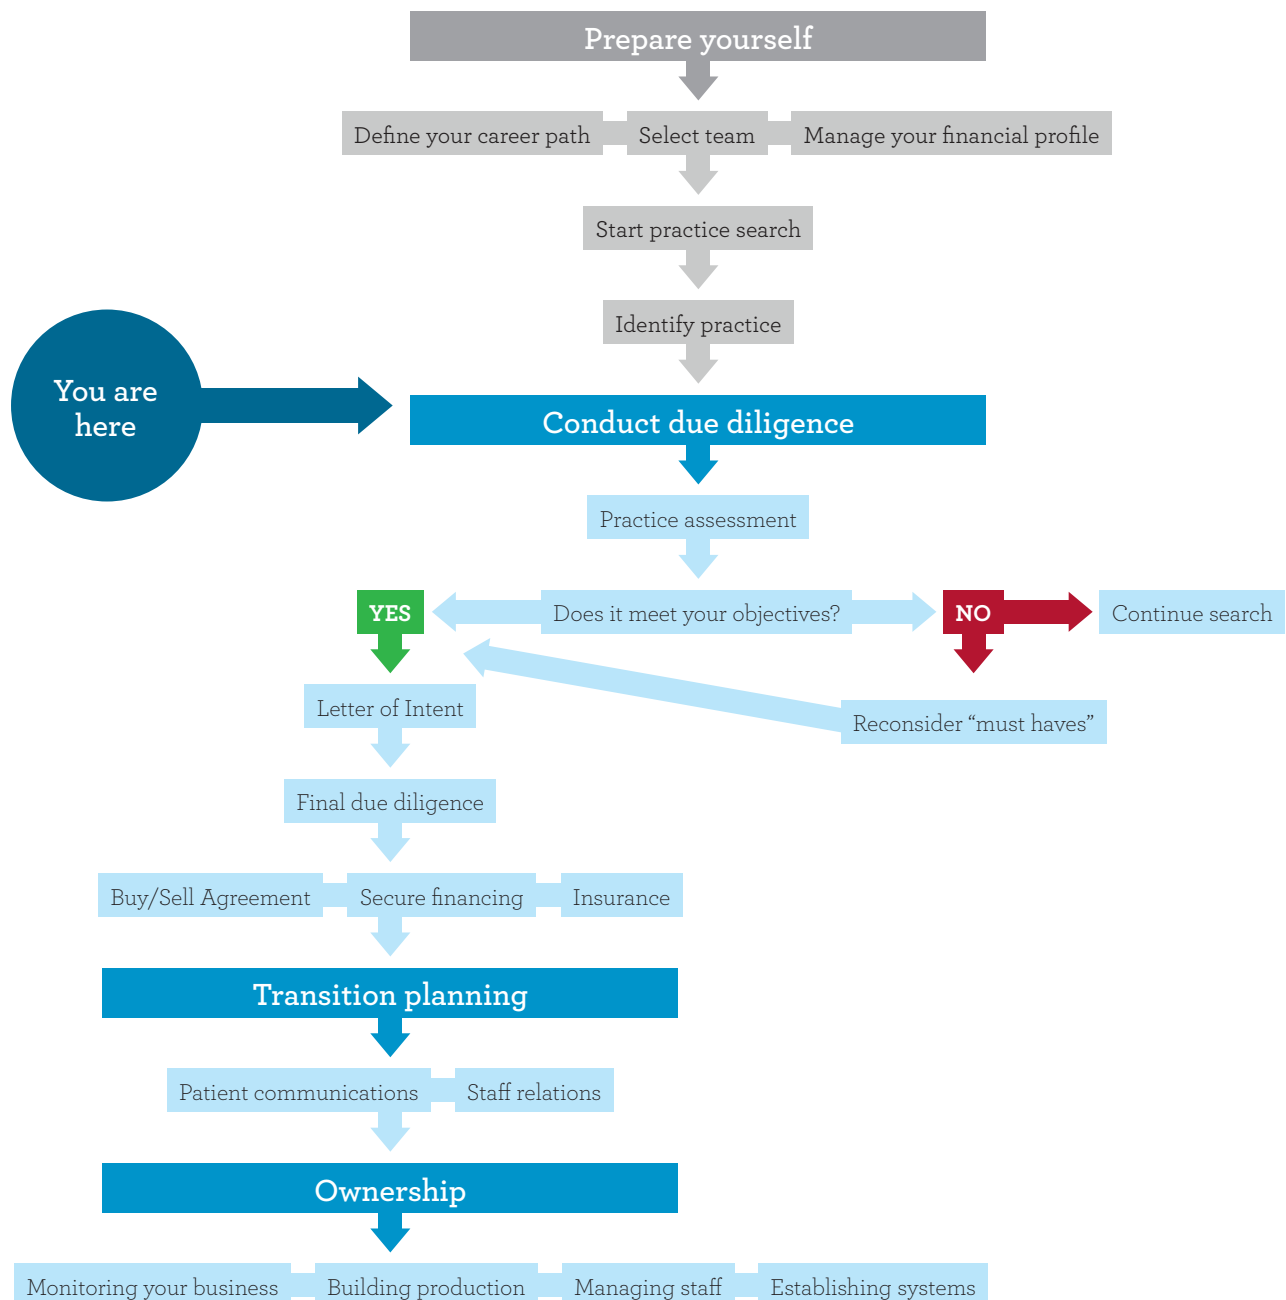 Prepare yourself
Define your career path
Select team
Manage your financial profile
Start practice search
Identify practice
You are
here
Conduct due diligence
Practice assessment
YES
Does it meet your objectives?
NO
Continue search
Letter of Intent
Reconsider “must haves”
Final due diligence
Buy/Sell Agreement
Secure financing
Insurance
Transition planning
Patient communications
Staff relations
Ownership
Monitoring your business
Building production
Managing staff
Establishing systems